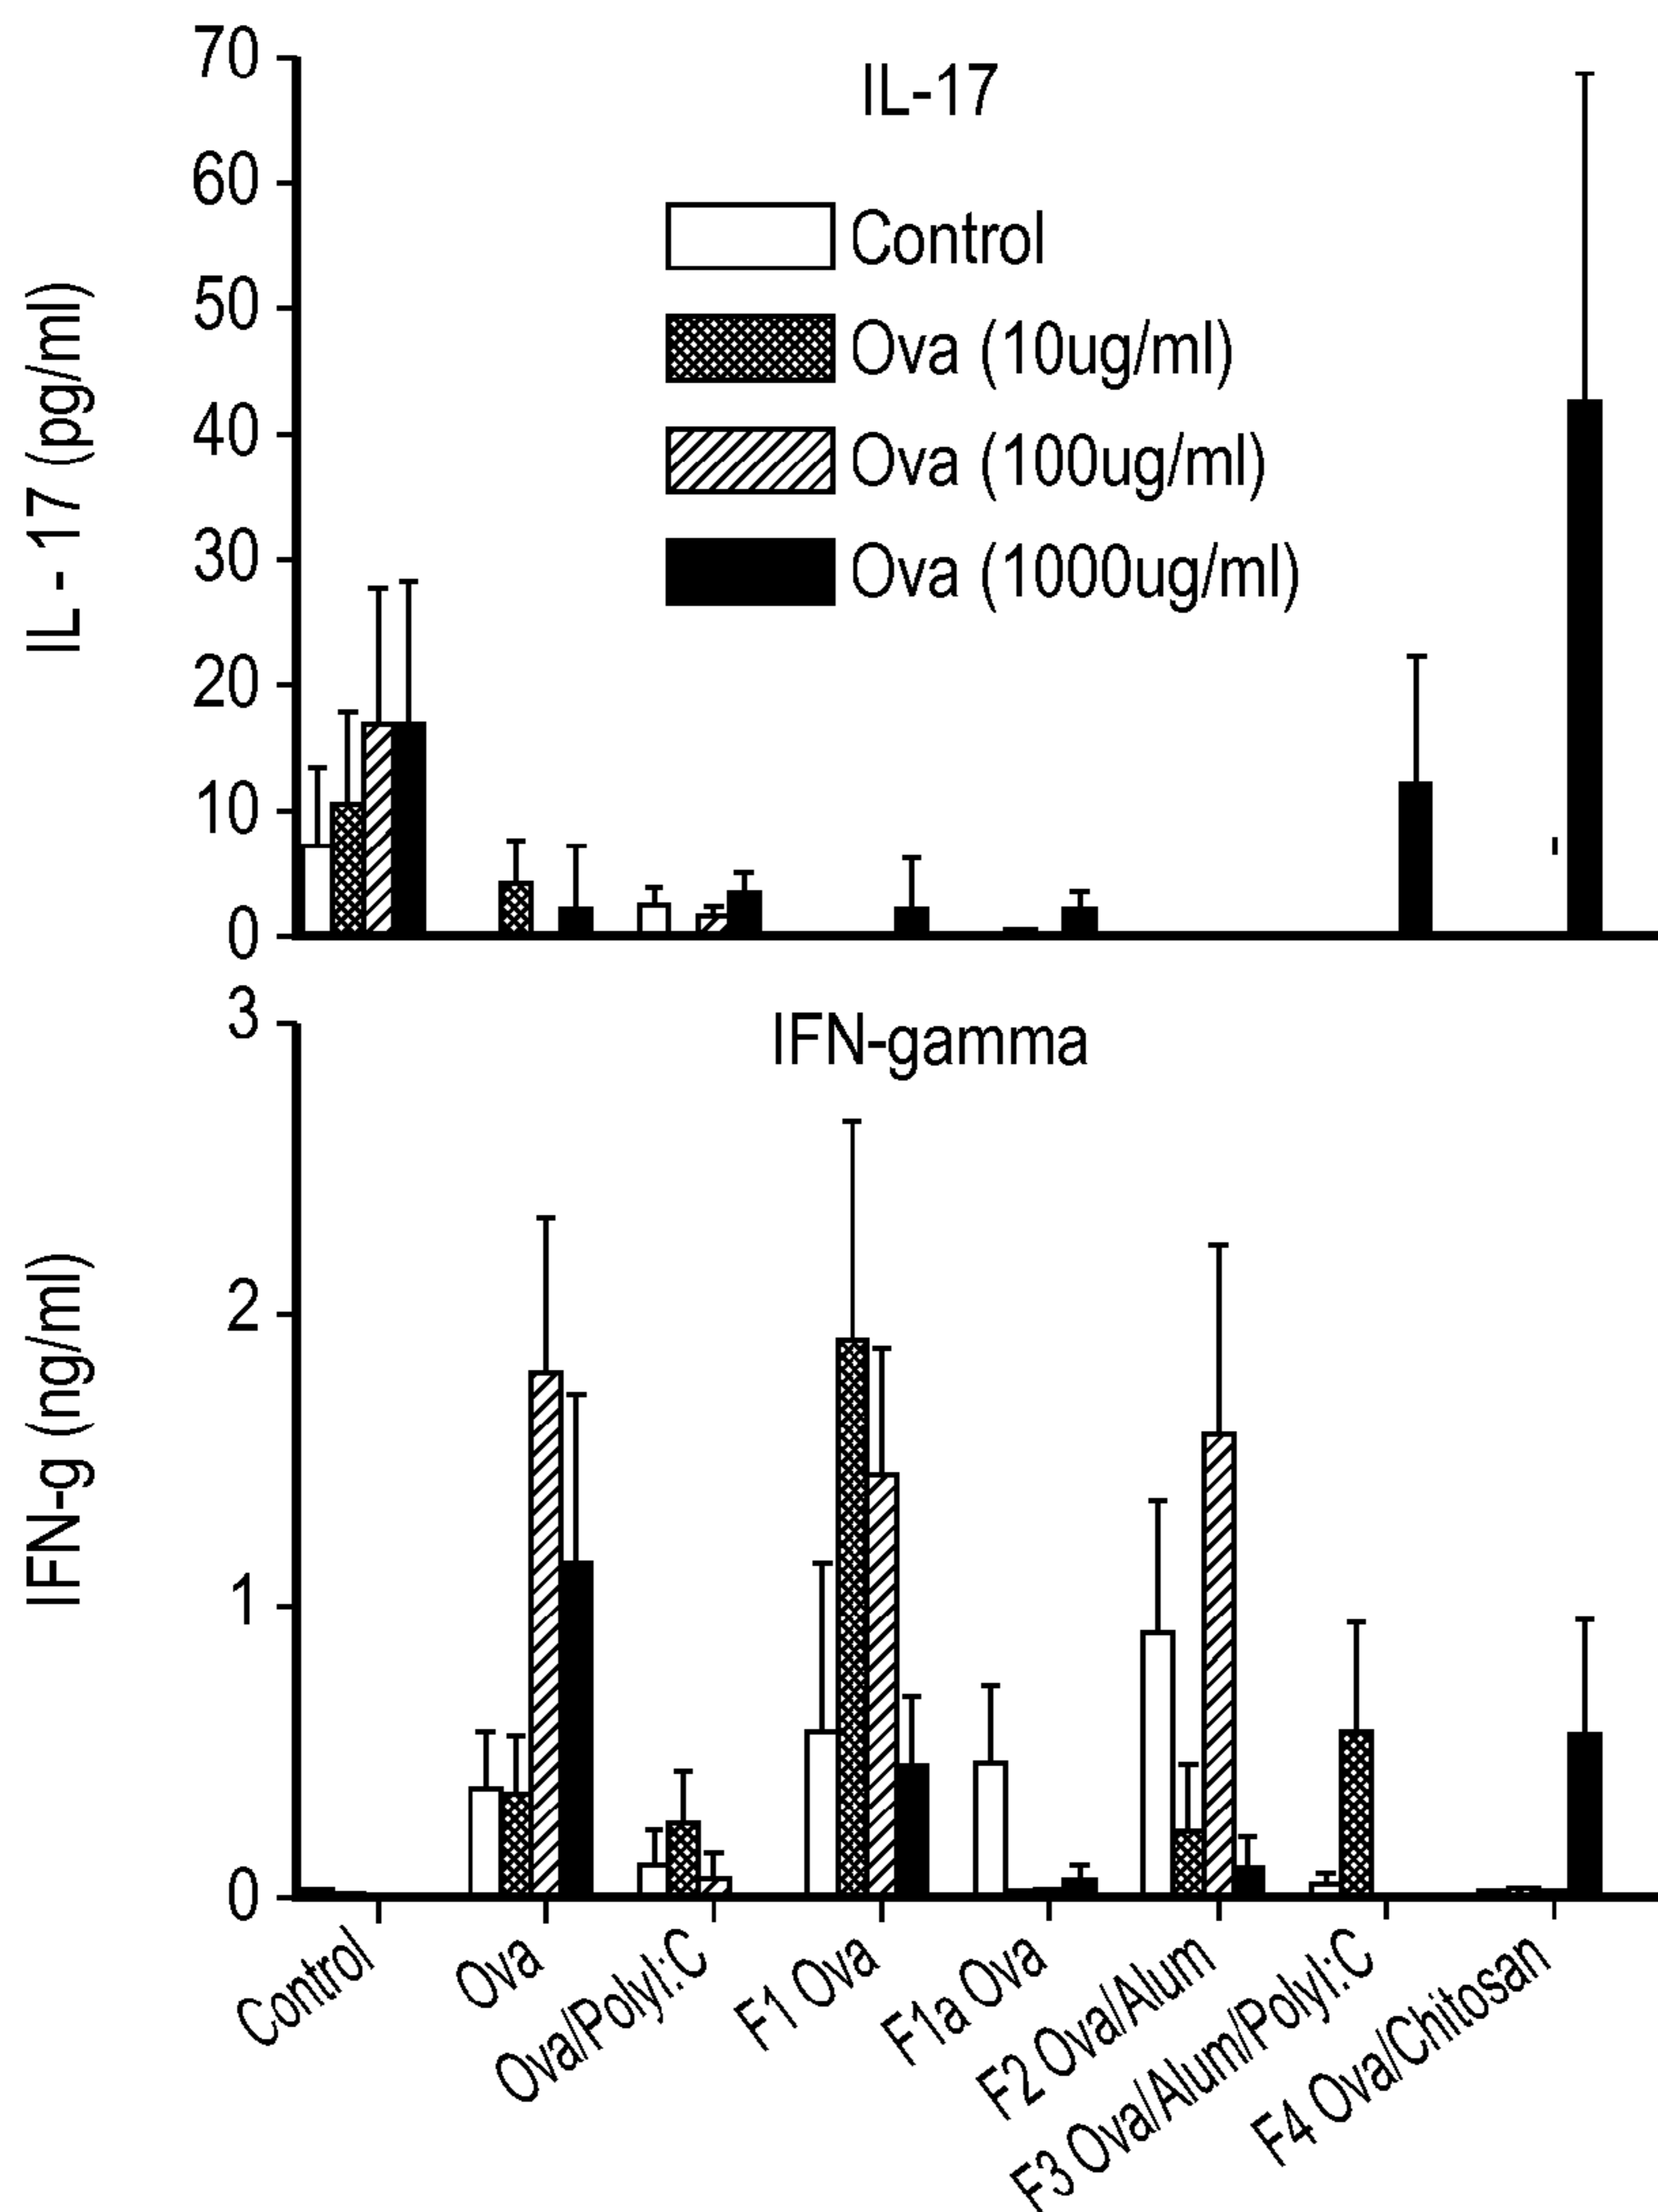 IL-17
IL - 17 (pg/ml)
70
60
50
40
30
20
10
0
Control
Ova (10ug/ml)
Ova (100ug/ml)
Ova (1000ug/ml)
IFN-gamma
IFN-g (ng/ml)
3
2
1
0
Control
Ova
Ova/PolyI:C
F1 Ova
F1a Ova
F2 Ova/Alum
F3 Ova/Alum/PolyI:C
F4 Ova/Chitosan